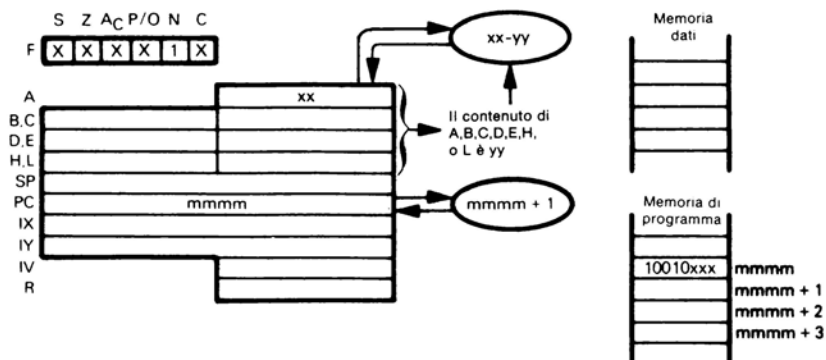 S Z AC P/O N C
F X X X X 1 X
A xx
B,C
D,E
H,L
SP
PC mmmm
IX
IY
IV
R
xx-yy
Il contenuto di
A,B,C,D,E,H,
o L è yy
mmmm + 1
Memoria
dati
Memoria di
programma
10010xxx mmmm
mmmm + 1
mmmm + 2
mmmm + 3